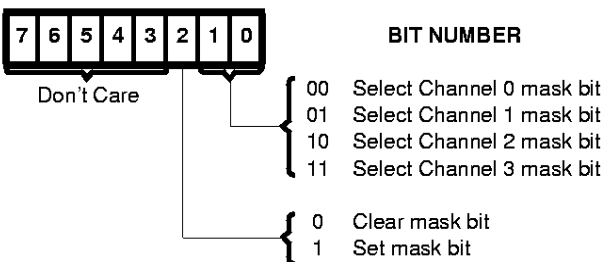 7 6 5 4 3 2 1 0 BIT NUMBER
Don't Care
00 Select Channel 0 mask bit
01 Select Channel 1 mask bit
10 Select Channel 2 mask bit
11 Select Channel 3 mask bit
0 Clear mask bit
1 Set mask bit